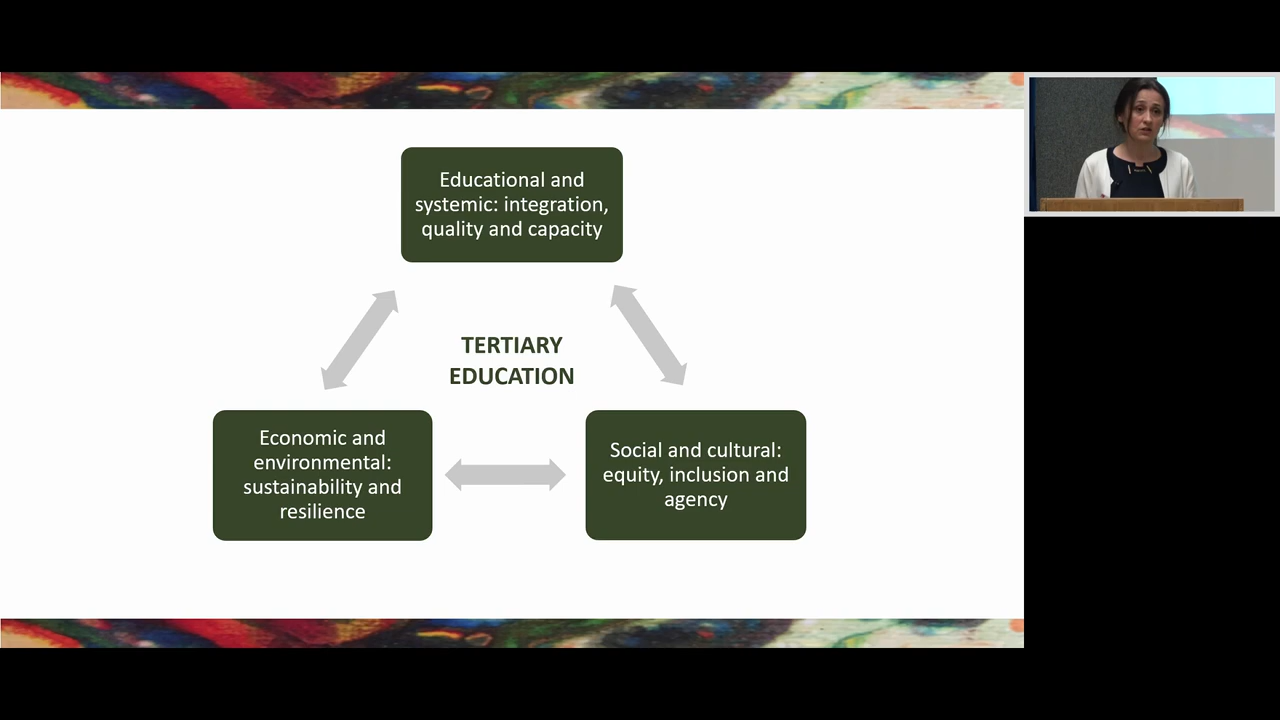 Educational and
systemic: integration,
quality and capacity
TERTIARY
EDUCATION
Economic and
environmental:
sustainability and
resilience
Social and cultural:
equity, inclusion and
agency